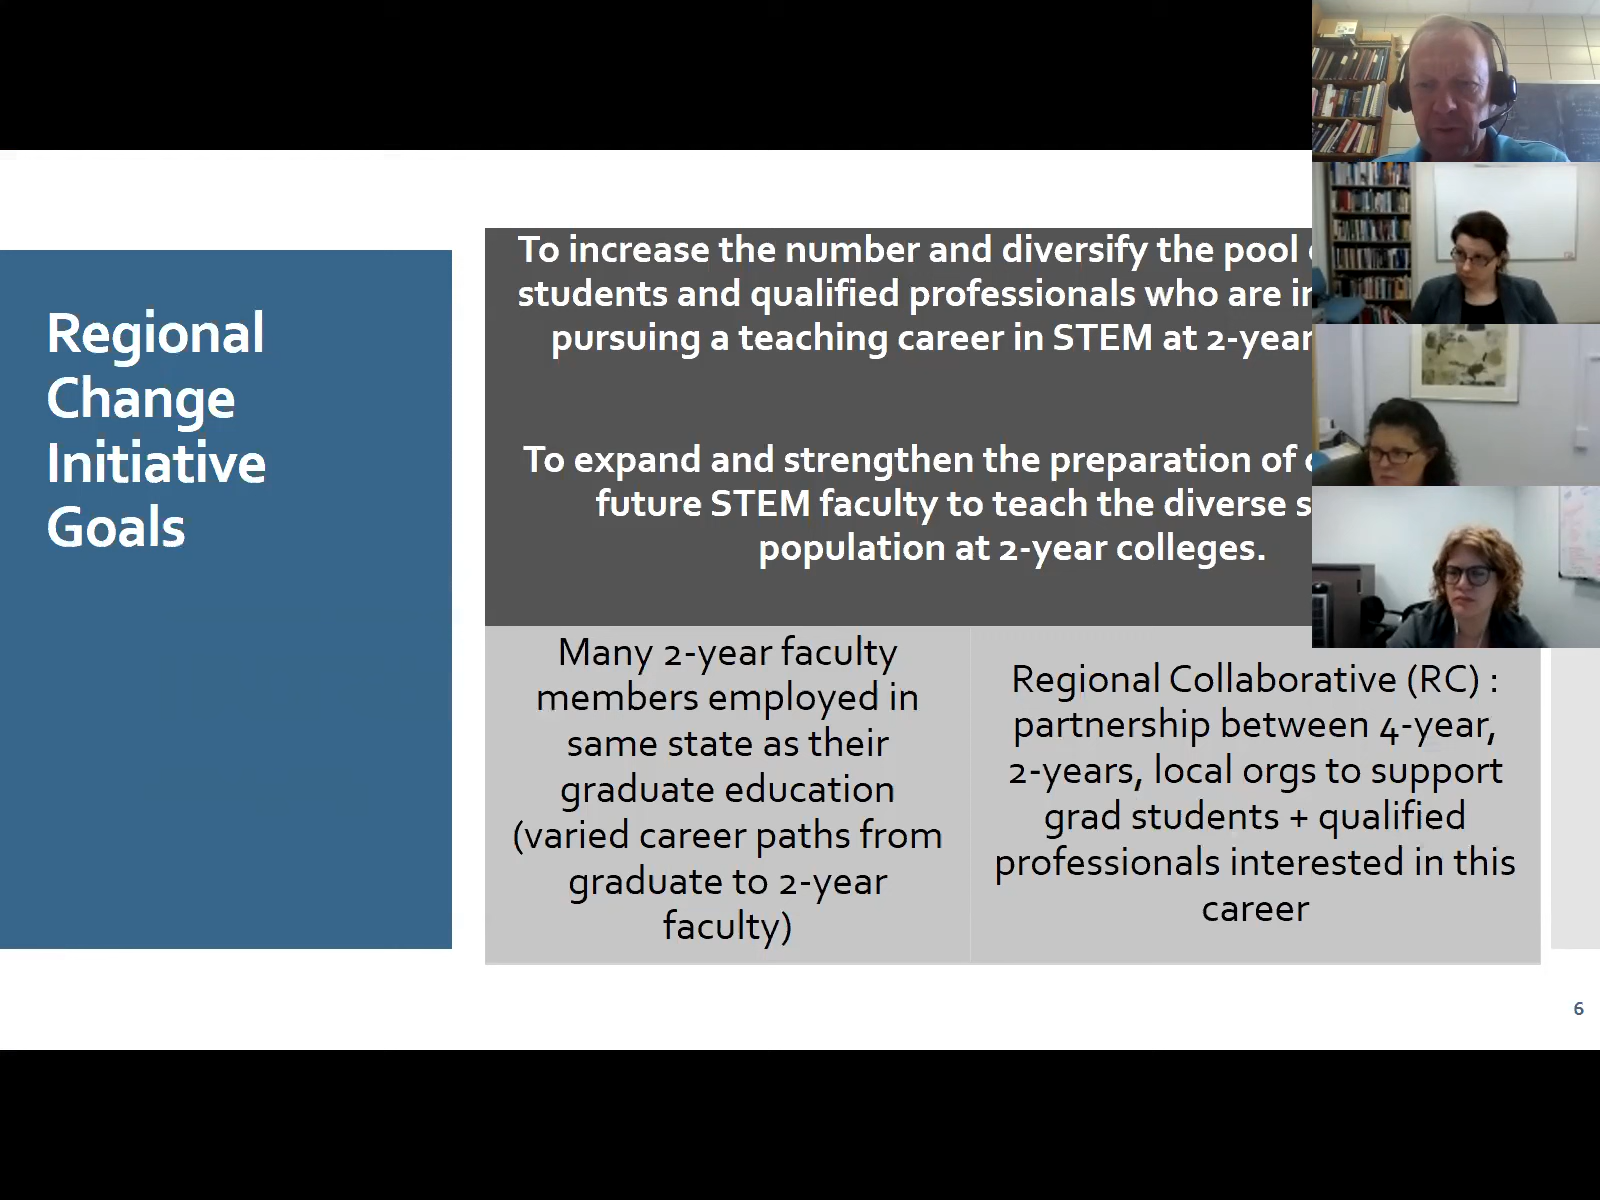 Regional
Change
Initiative
Goals
To increase the number and diversify the pool
students and qualified professionals who are
pursuing a teaching career in STEM at 2-year
To expand and strengthen the preparation of
future STEM faculty to teach the diverse
population at 2-year colleges.
Many 2-year faculty
members employed in
same state as their
graduate education
(varied career paths from
graduate to 2-year
faculty)
Regional Collaborative (RC) :
partnership between 4-year,
2-years, local orgs to support
grad students + qualified
professionals interested in this
career
6